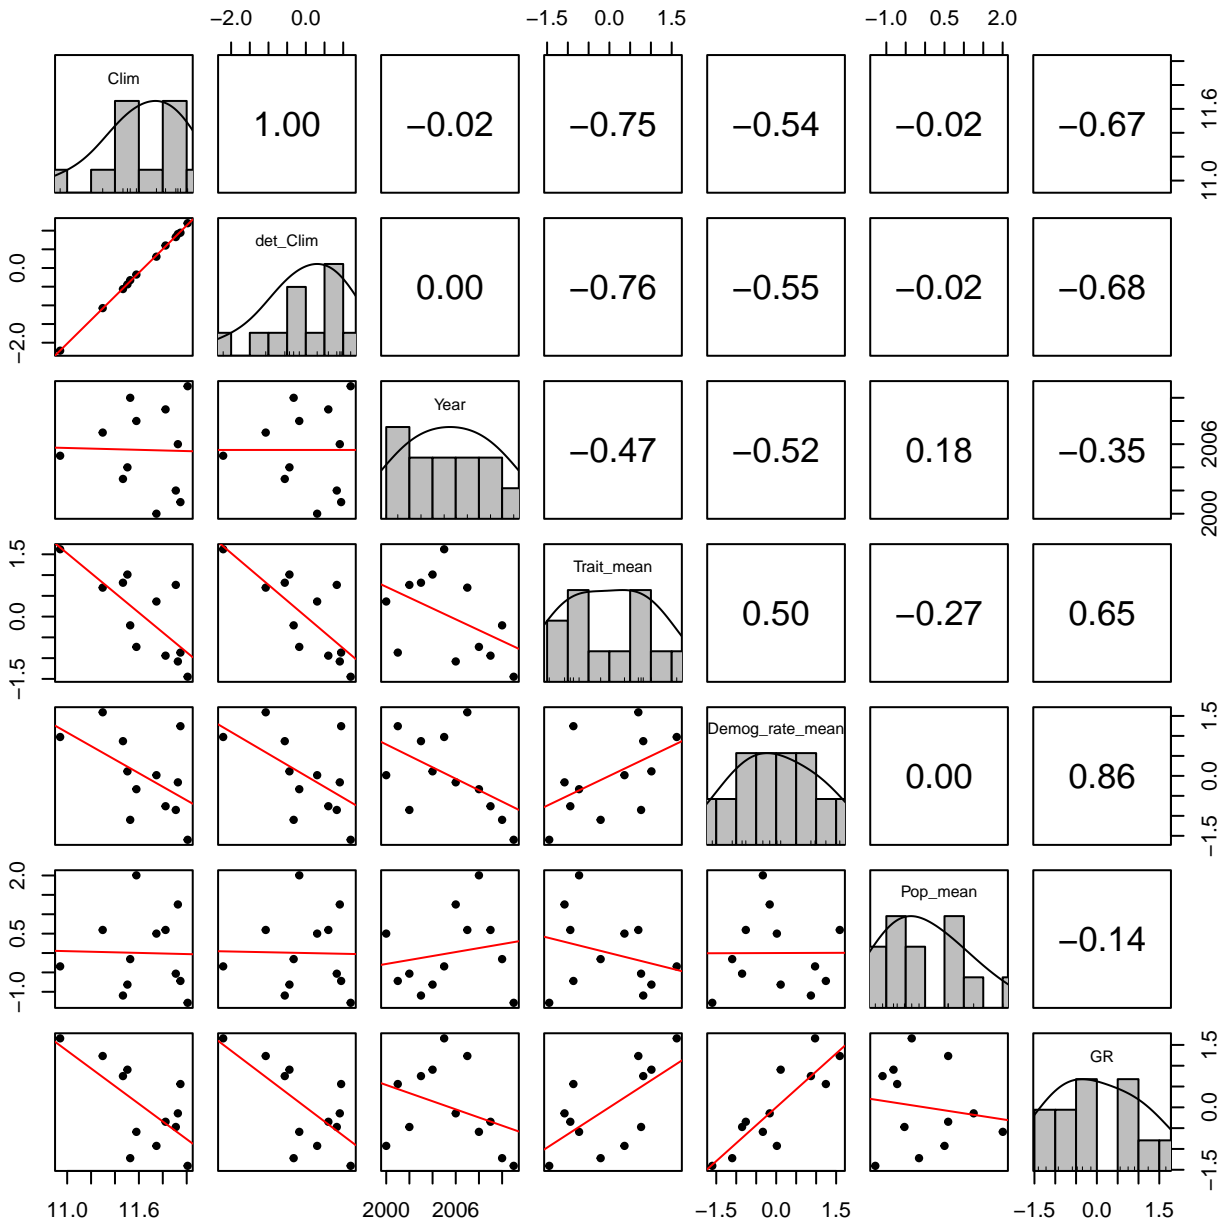 −2.0 0.0 −1.5 0.0 1.5 −1.0 0.5 2.0
Clim 1.00 −0.02 −0.75 −0.54 −0.02 −0.67 11.0 11.6
−2.0 0.0 det_Clim 0.00 −0.76 −0.55 −0.02 −0.68
Year −0.47 −0.52 0.18 −0.35 2000 2006
−1.5 0.0 1.5 Trait_mean 0.50 −0.27 0.65
Demog_rate_mean 0.00 0.86 −1.5 0.0 1.5
−1.0 0.5 2.0 Pop_mean −0.14
GR −1.5 0.0 1.5
11.0 11.6 2000 2006 −1.5 0.0 1.5 −1.5 0.0 1.5